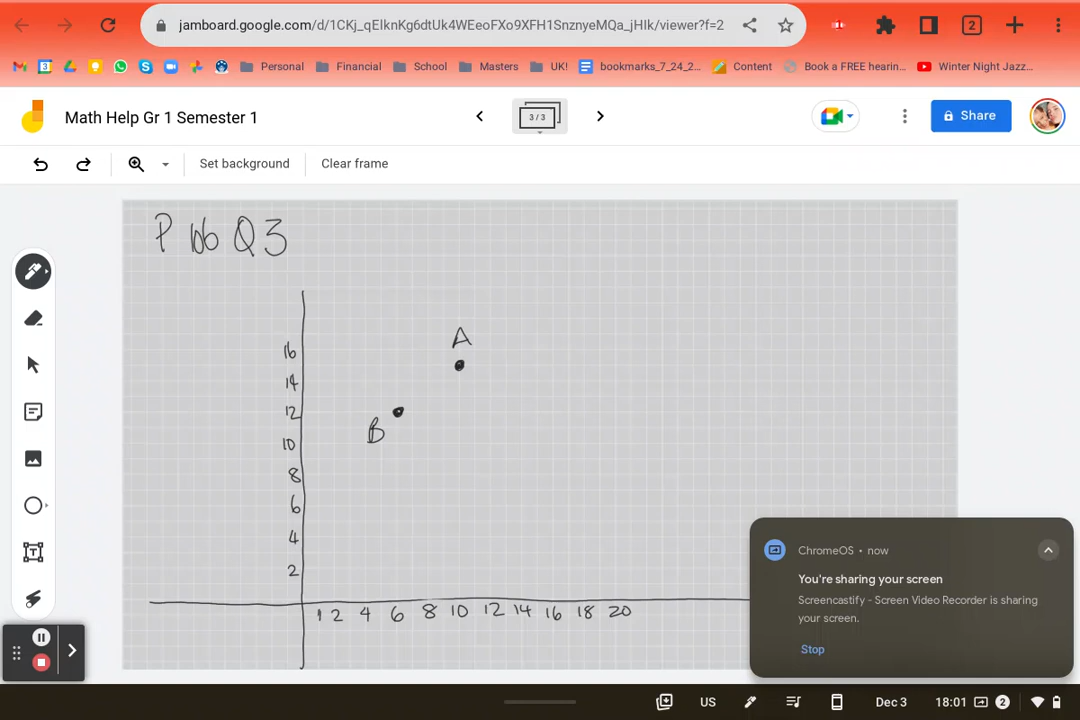 jamboard.google.com/d/1CKj_qEIknKg6dtUk4WEeoFXo9XFH1SnznyeMQa_jHIk/viewer?f=2
2
Personal
Financial
School
Masters
UK!
bookmarks_7_24_2...
Content
Book a FREE hearin...
Winter Night Jazz...
Math Help Gr 1 Semester 1
3 / 3
Share
Set background
Clear frame
P 106 Q3
A
16
14
12
B
10
8
6
4
2
1 2 4 6 8 10 12 14 16 18 20
ChromeOS • now
You're sharing your screen
Screencastify - Screen Video Recorder is sharing
your screen.
Stop
US
Dec 3
18:01
2